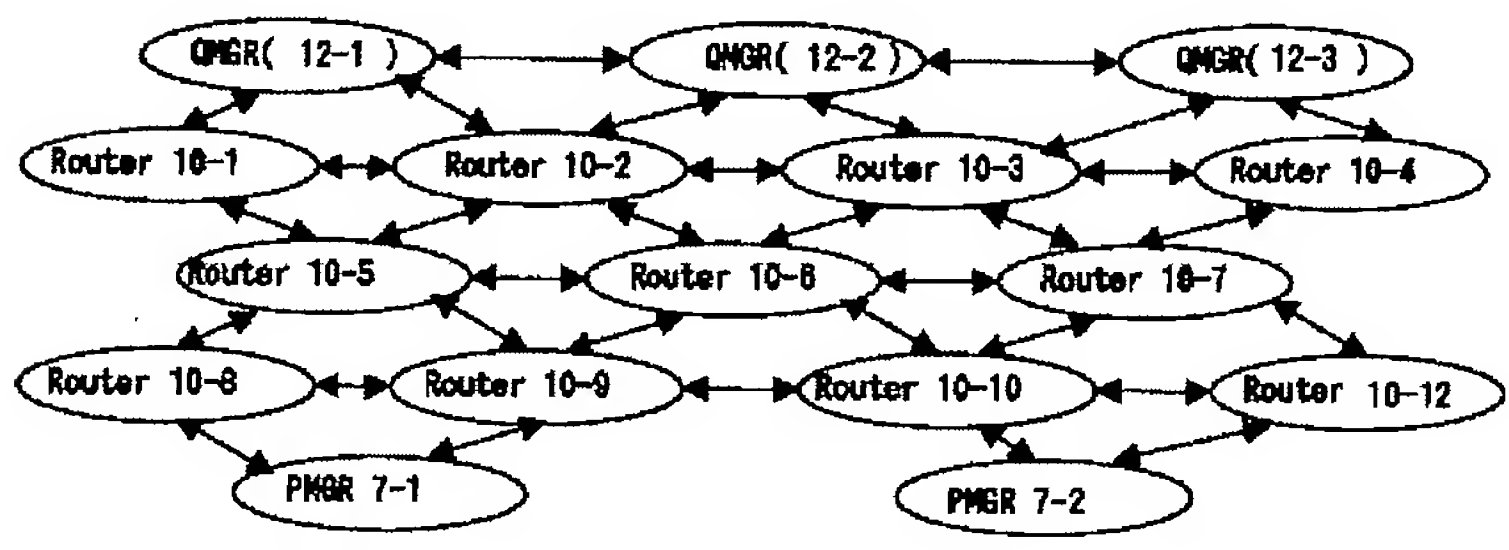 QMGR( 12-1 )
QMGR( 12-2 )
QMGR( 12-3 )
Router 10-1
Router 10-2
Router 10-3
Router 10-4
Router 10-5
Router 10-6
Router 10-7
Router 10-8
Router 10-9
Router 10-10
Router 10-12
PMGR 7-1
PMGR 7-2